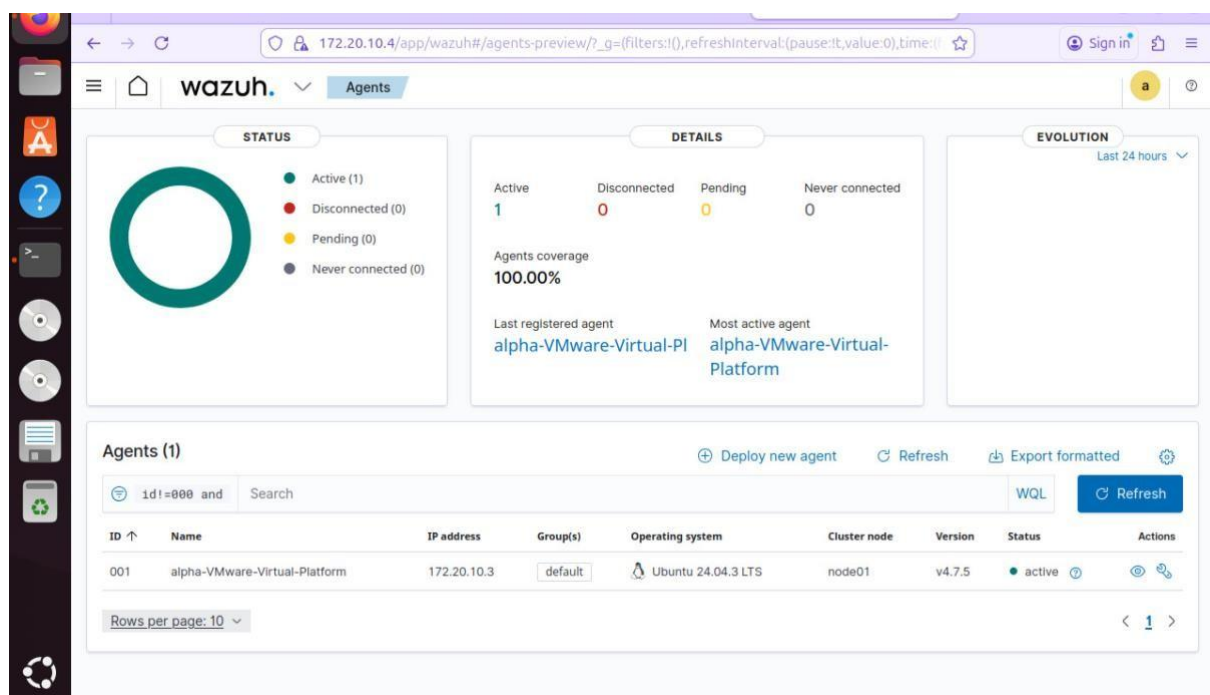 172.20.10.4/app/wazuh#/agents-preview/?_g=(filters:!(),refreshInterval:(pause:!t,value:0),time:(
Sign in
wazuh. Agents a
STATUS
Active (1)
Disconnected (0)
Pending (0)
Never connected (0)
DETAILS
Active Disconnected Pending Never connected
1 0 0 0
Agents coverage
100.00%
Last registered agent Most active agent
alpha-VMware-Virtual-Pl alpha-VMware-Virtual-
Platform
EVOLUTION
Last 24 hours
Agents (1)
Deploy new agent Refresh Export formatted
id!=000 and Search WQL Refresh
ID Name IP address Group(s) Operating system Cluster node Version Status Actions
001 alpha-VMware-Virtual-Platform 172.20.10.3 default Ubuntu 24.04.3 LTS node01 v4.7.5 active
Rows per page: 10 1